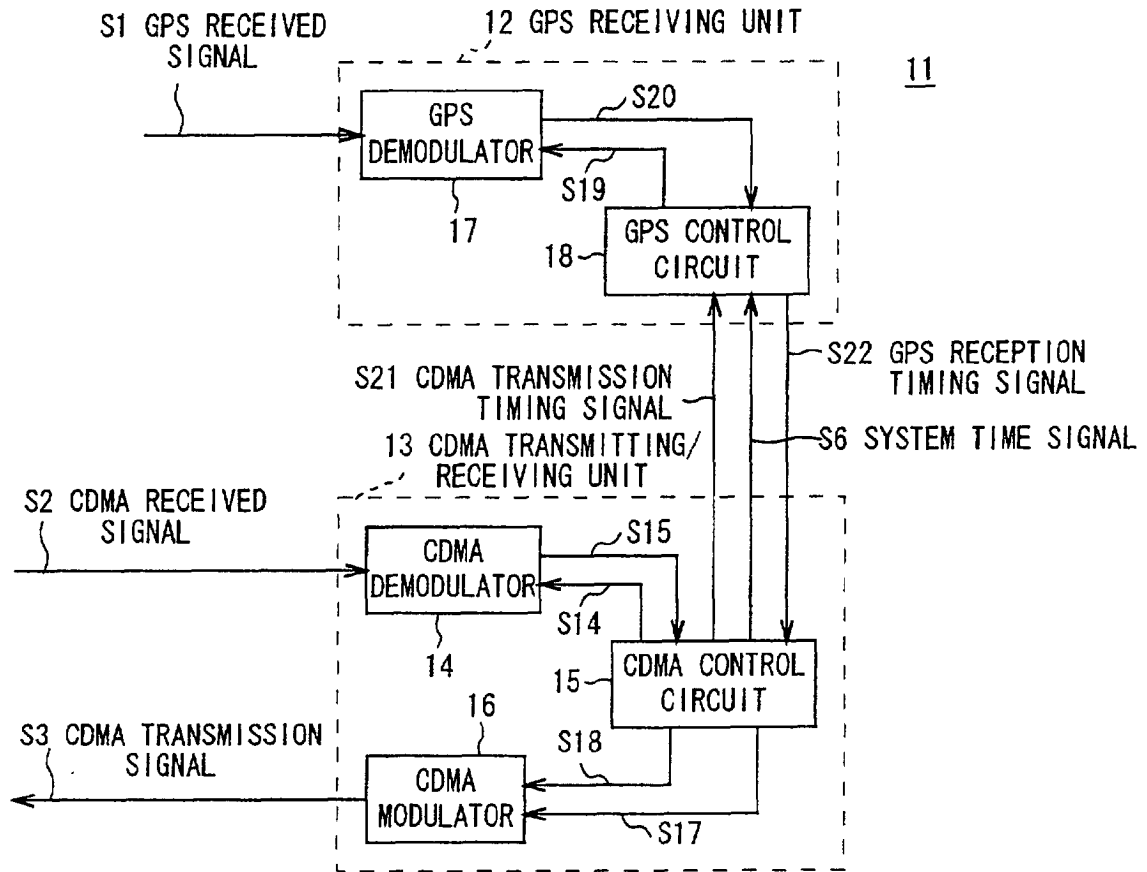 S1 GPS RECEIVED
SIGNAL
12 GPS RECEIVING UNIT
11
GPS
DEMODULATOR
17
S20
S19
18
GPS CONTROL
CIRCUIT
S22 GPS RECEPTION
TIMING SIGNAL
S21 CDMA TRANSMISSION
TIMING SIGNAL
S6 SYSTEM TIME SIGNAL
13 CDMA TRANSMITTING/
RECEIVING UNIT
S2 CDMA RECEIVED
SIGNAL
CDMA
DEMODULATOR
14
S15
S14
15
CDMA CONTROL
CIRCUIT
S3 CDMA TRANSMISSION
SIGNAL
16
CDMA
MODULATOR
S18
S17